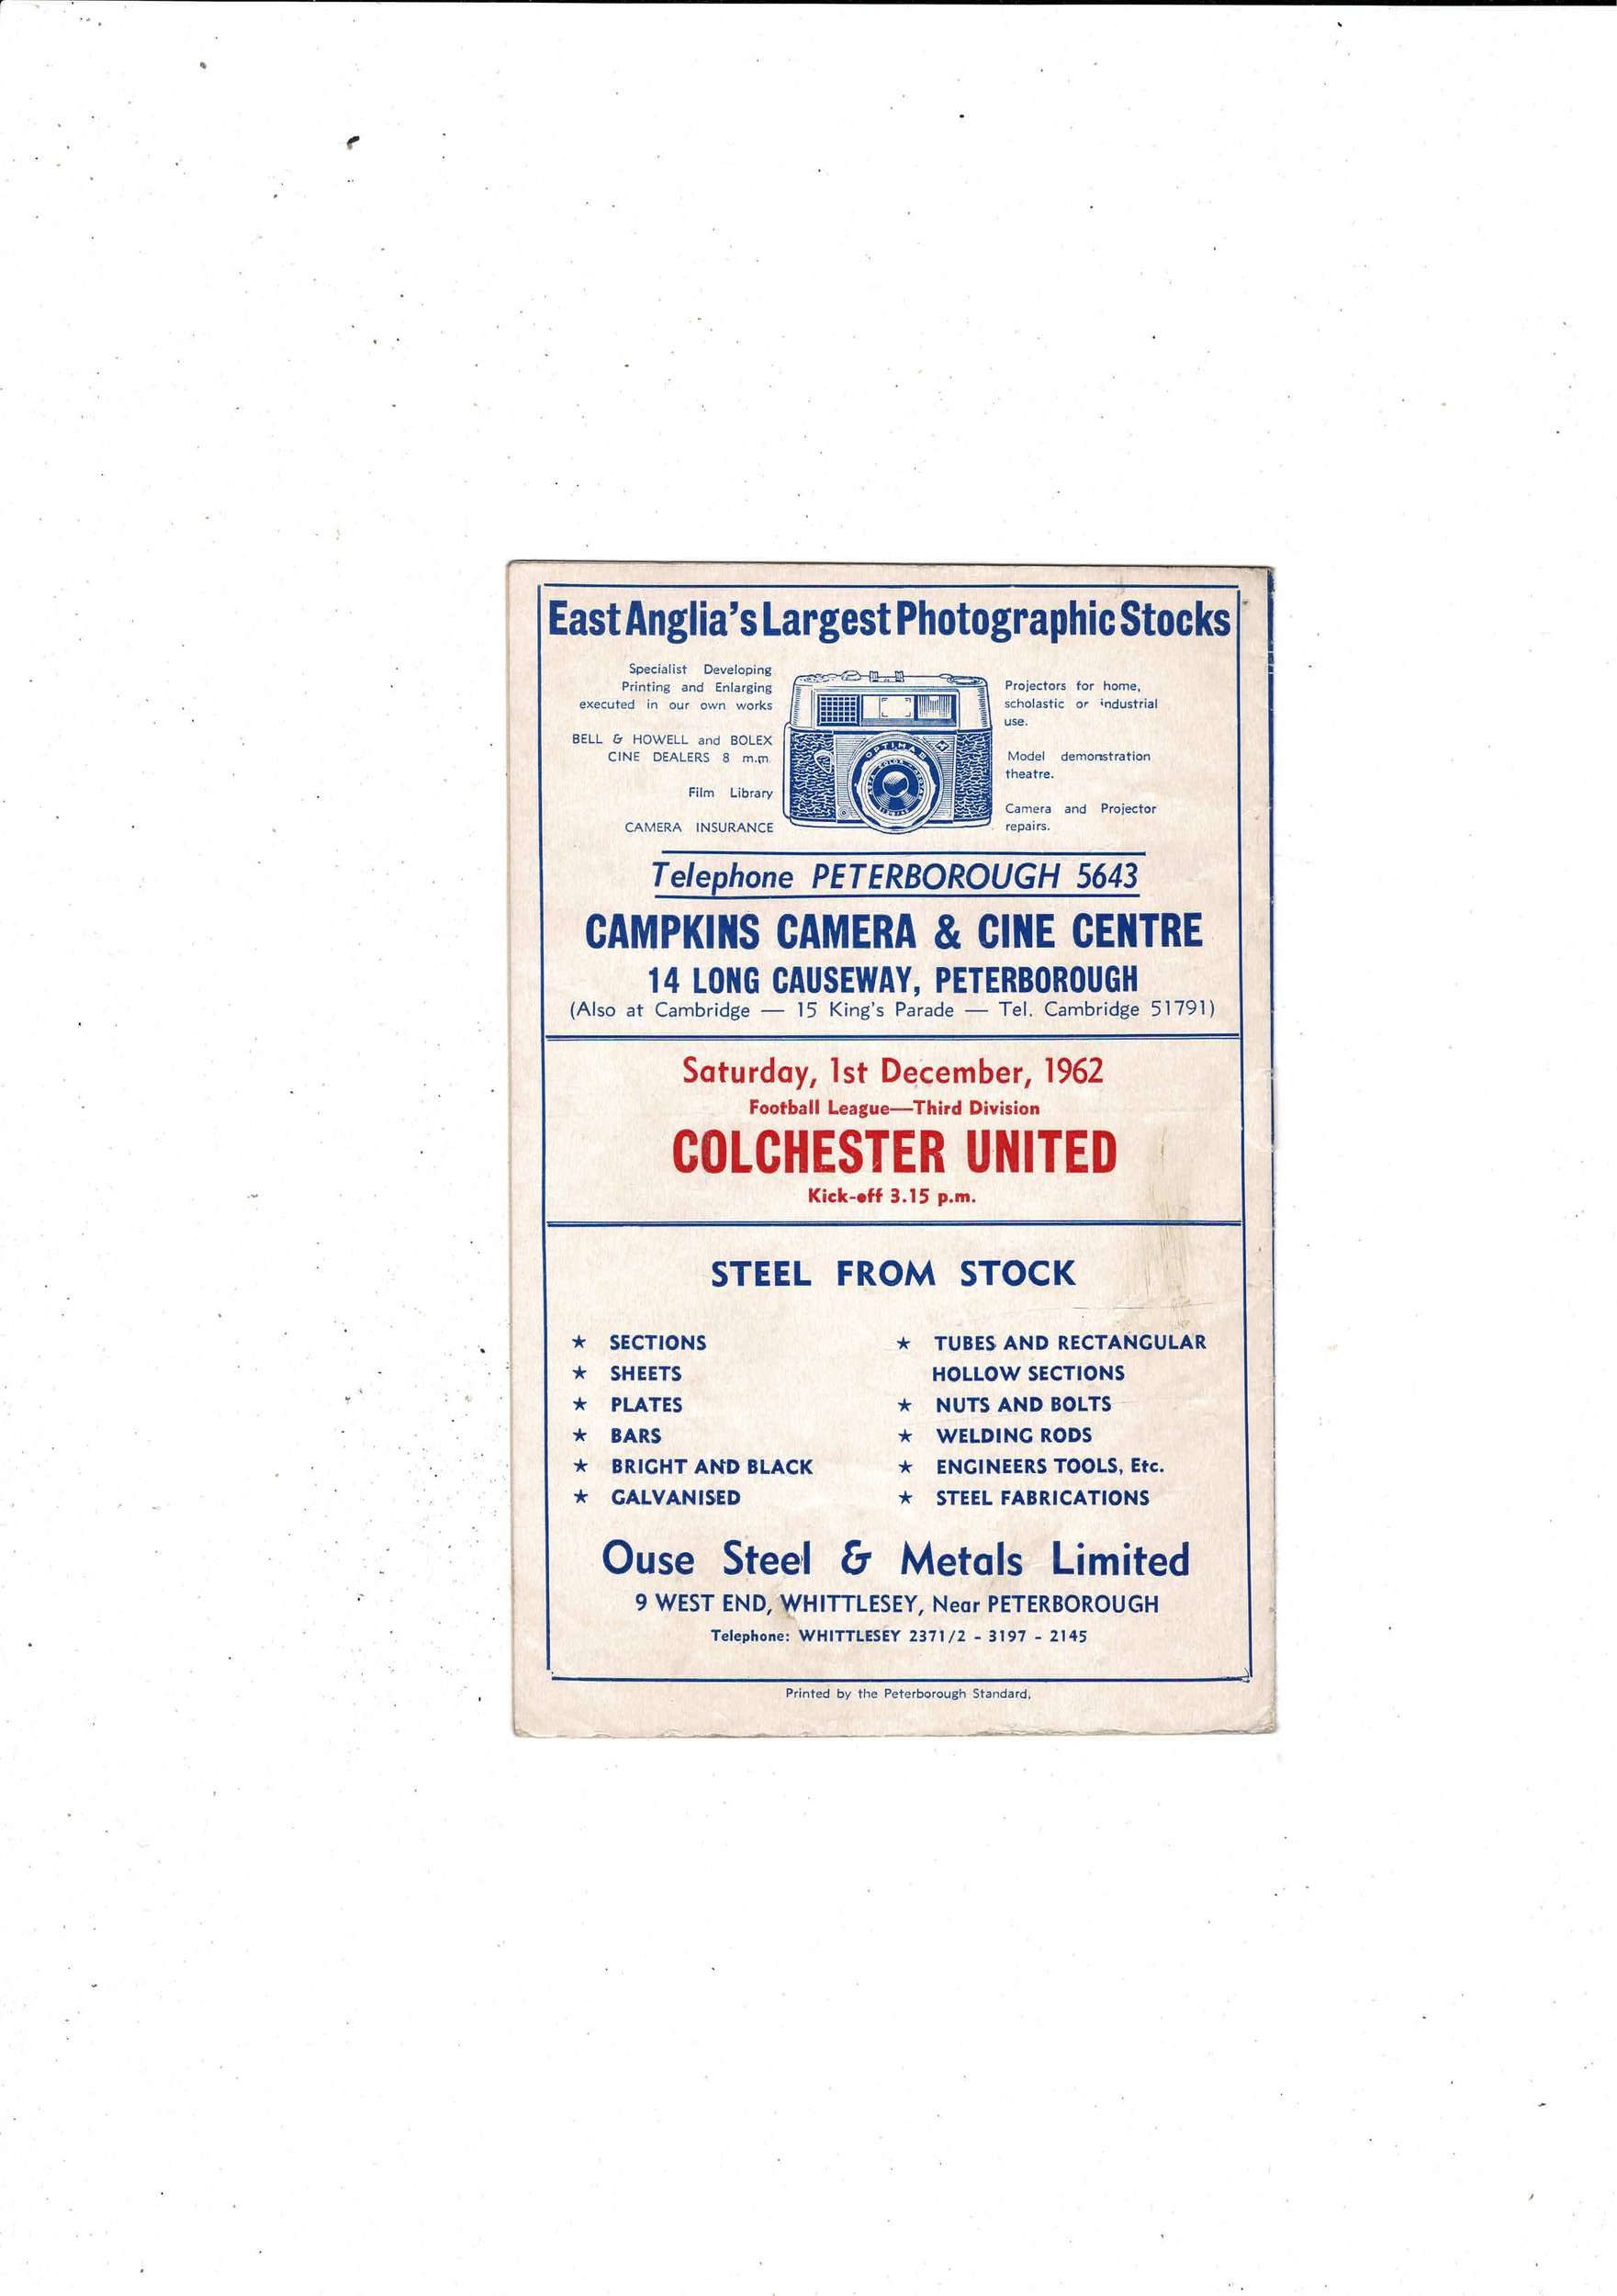 East Anglia's Largest Photographic Stocks
Specialist Developing
Printing and Enlarging
executed in our own works
BELL & HOWELL and BOLEX
CINE DEALERS 8 m.m.
Film Library
CAMERA INSURANCE
OPTIMA
Projectors for home,
scholastic or industrial
use.
Model demonstration
theatre.
Camera and Projector
repairs.
Telephone PETERBOROUGH 5643
CAMPKINS CAMERA & CINE CENTRE
14 LONG CAUSEWAY, PETERBOROUGH
(Also at Cambridge — 15 King's Parade — Tel. Cambridge 51791)
Saturday, 1st December, 1962
Football League—Third Division
COLCHESTER UNITED
Kick-off 3.15 p.m.
STEEL FROM STOCK
★ SECTIONS
★ SHEETS
★ PLATES
★ BARS
★ BRIGHT AND BLACK
★ GALVANISED
★ TUBES AND RECTANGULAR
HOLLOW SECTIONS
★ NUTS AND BOLTS
★ WELDING RODS
★ ENGINEERS TOOLS, Etc.
★ STEEL FABRICATIONS
Ouse Steel & Metals Limited
9 WEST END, WHITTLESEY, Near PETERBOROUGH
Telephone: WHITTLESEY 2371/2 - 3197 - 2145
Printed by the Peterborough Standard.